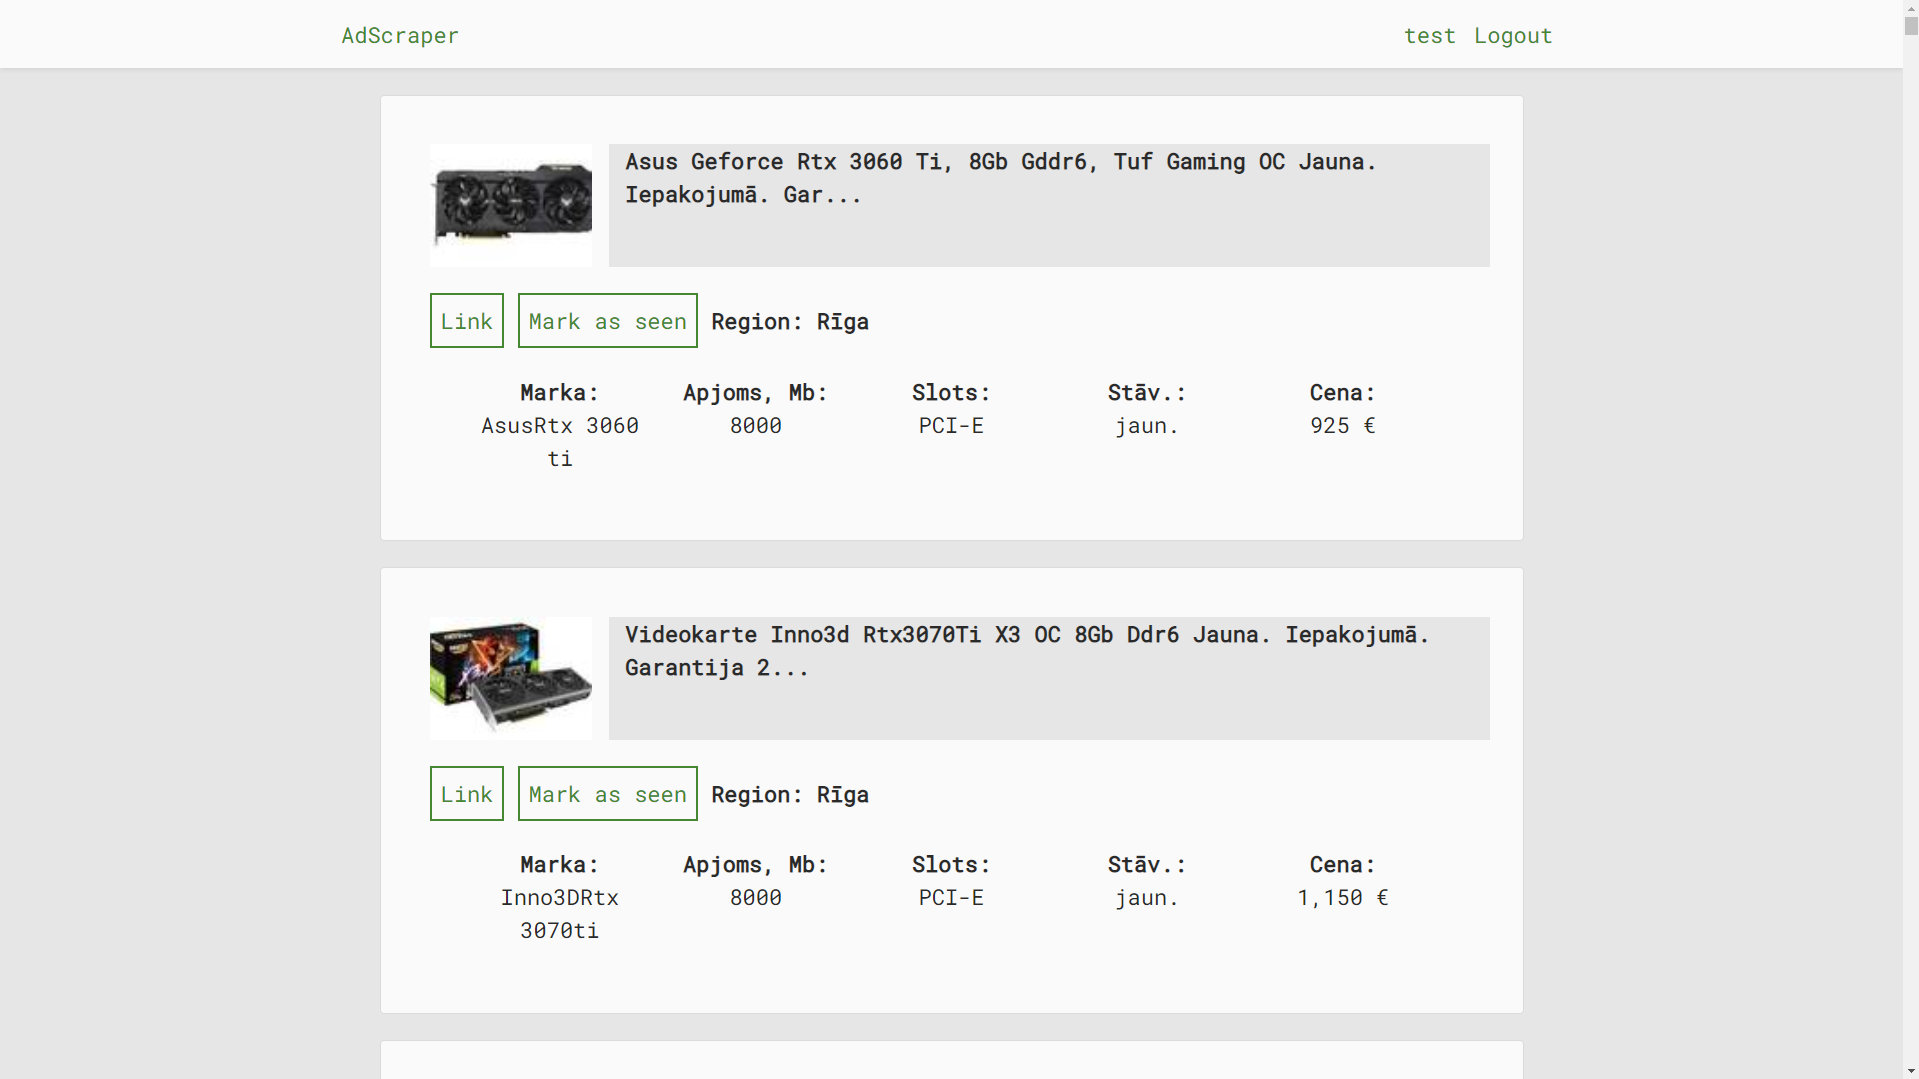 AdScraper
test Logout
Asus Geforce Rtx 3060 Ti, 8Gb Gddr6, Tuf Gaming OC Jauna.
Iepakojumā. Gar...
Link Mark as seen Region: Rīga
Marka: Apjoms, Mb: Slots: Stāv.: Cena:
AsusRtx 3060 8000 PCI-E jaun. 925 €
ti
Videokarte Inno3d Rtx3070Ti X3 OC 8Gb Ddr6 Jauna. Iepakojumā.
Garantija 2...
Link Mark as seen Region: Rīga
Marka: Apjoms, Mb: Slots: Stāv.: Cena:
Inno3DRtx 8000 PCI-E jaun. 1,150 €
3070ti